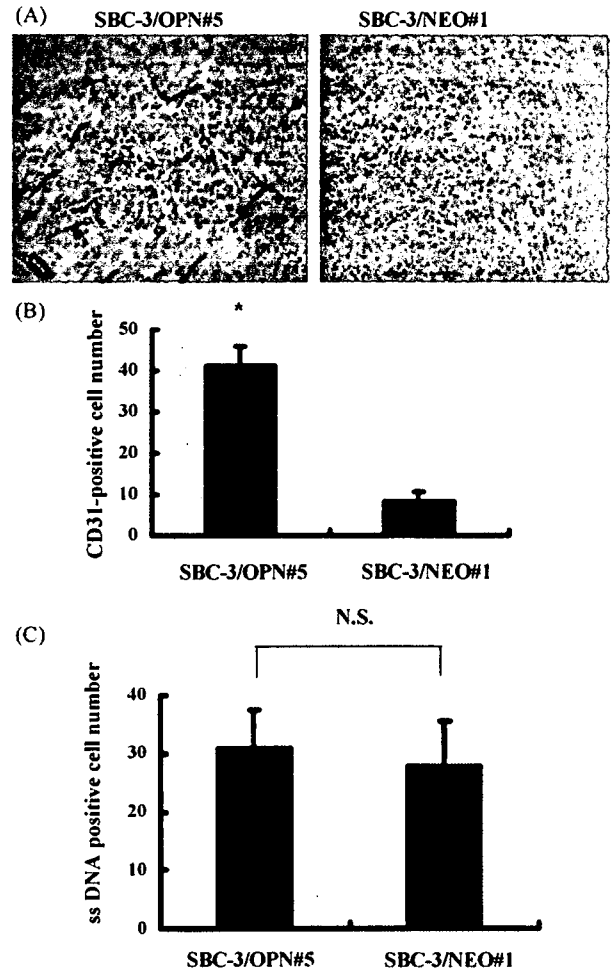 (A) SBC-3/OPN#5 SBC-3/NEO#1
(B)
*
50
40
30
20
10
0
CD31-positive cell number
SBC-3/OPN#5 SBC-3/NEO#1
(C)
N.S.
40
30
20
10
0
ss DNA positive cell number
SBC-3/OPN#5 SBC-3/NEO#1